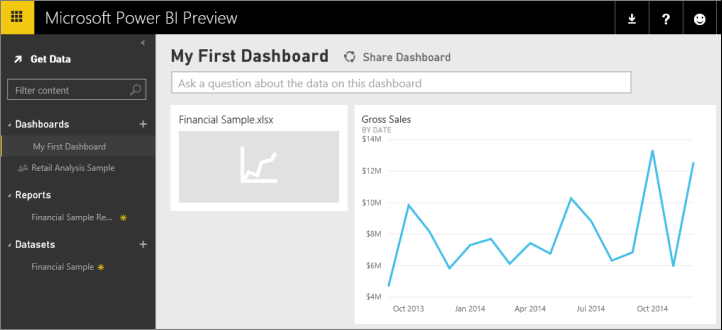 Microsoft Power BI Preview
?
<
Get Data
Filter content
Dashboards +
My First Dashboard
Retail Analysis Sample
Reports
Financial Sample Re...
Datasets +
Financial Sample
My First Dashboard Share Dashboard
Ask a question about the data on this dashboard
Financial Sample.xlsx
Gross Sales
BY DATE
$14M
$12M
$10M
$8M
$6M
$4M
Oct 2013 Jan 2014 Apr 2014 Jul 2014 Oct 2014